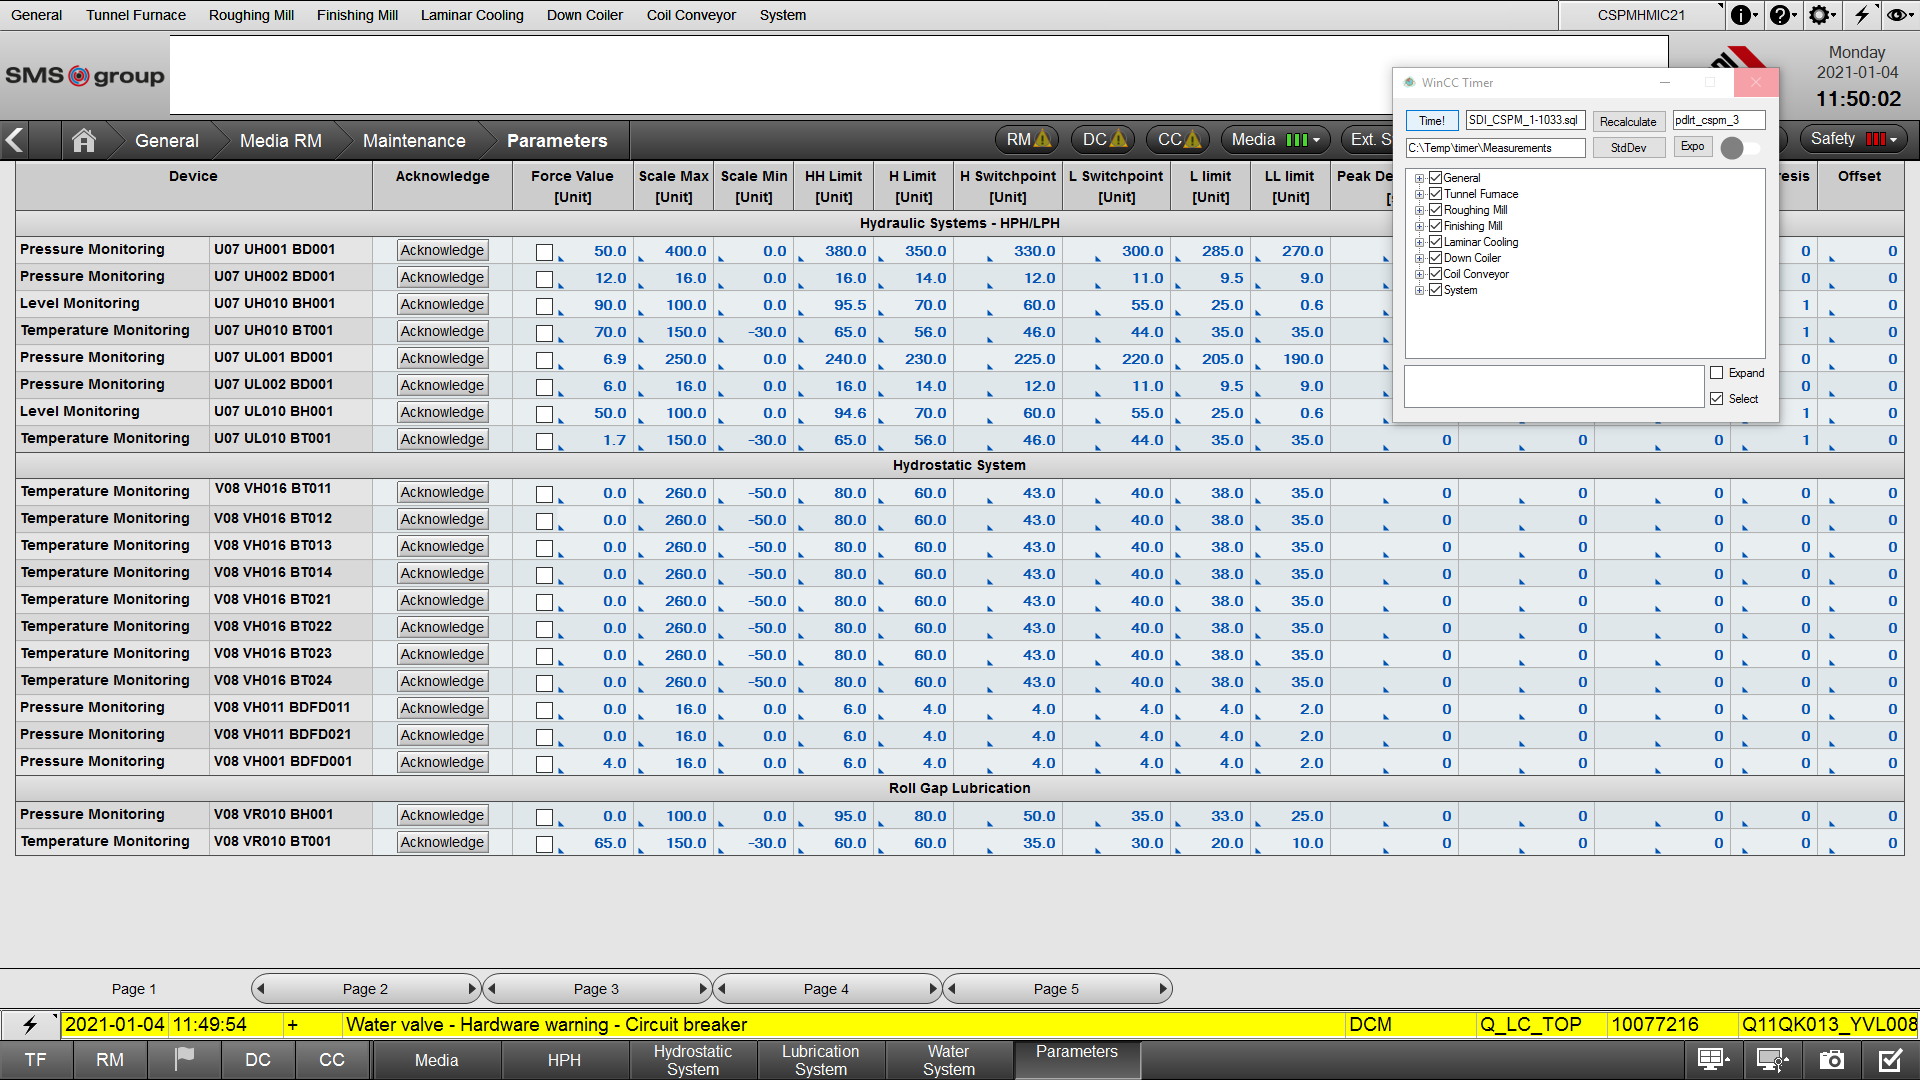 General Tunnel Furnace Roughing Mill Finishing Mill Laminar Cooling Down Coiler Coil Conveyor System CSPMHMIC21
SMS group
Monday
2021-01-04
11:50:02
WinCC Timer
Time! SDI_CSPM_1-1033.sql Recalculate pdlrt_cspm_3
C:\Temp\timer\Measurements StdDev Expo
General
Tunnel Furnace
Roughing Mill
Finishing Mill
Laminar Cooling
Down Coiler
Coil Conveyor
System
Expand
Select
General Media RM Maintenance Parameters RM DC CC Media Ext. S Safety
Device Acknowledge Force Value [Unit] Scale Max [Unit] Scale Min [Unit] HH Limit [Unit] H Limit [Unit] H Switchpoint [Unit] L Switchpoint [Unit] L limit [Unit] LL limit [Unit] Peak De resis Offset
Hydraulic Systems - HPH/LPH
Pressure Monitoring U07 UH001 BD001 Acknowledge 50.0 400.0 0.0 380.0 350.0 330.0 300.0 285.0 270.0 0 0
Pressure Monitoring U07 UH002 BD001 Acknowledge 12.0 16.0 0.0 16.0 14.0 12.0 11.0 9.5 9.0 0 0
Level Monitoring U07 UH010 BH001 Acknowledge 90.0 100.0 0.0 95.5 70.0 60.0 55.0 25.0 0.6 1 0
Temperature Monitoring U07 UH010 BT001 Acknowledge 70.0 150.0 -30.0 65.0 56.0 46.0 44.0 35.0 35.0 1 0
Pressure Monitoring U07 UL001 BD001 Acknowledge 6.9 250.0 0.0 240.0 230.0 225.0 220.0 205.0 190.0 0 0
Pressure Monitoring U07 UL002 BD001 Acknowledge 6.0 16.0 0.0 16.0 14.0 12.0 11.0 9.5 9.0 0 0
Level Monitoring U07 UL010 BH001 Acknowledge 50.0 100.0 0.0 94.6 70.0 60.0 55.0 25.0 0.6 1 0
Temperature Monitoring U07 UL010 BT001 Acknowledge 1.7 150.0 -30.0 65.0 56.0 46.0 44.0 35.0 35.0 0 0 0 1 0
Hydrostatic System
Temperature Monitoring V08 VH016 BT011 Acknowledge 0.0 260.0 -50.0 80.0 60.0 43.0 40.0 38.0 35.0 0 0 0 0 0
Temperature Monitoring V08 VH016 BT012 Acknowledge 0.0 260.0 -50.0 80.0 60.0 43.0 40.0 38.0 35.0 0 0 0 0 0
Temperature Monitoring V08 VH016 BT013 Acknowledge 0.0 260.0 -50.0 80.0 60.0 43.0 40.0 38.0 35.0 0 0 0 0 0
Temperature Monitoring V08 VH016 BT014 Acknowledge 0.0 260.0 -50.0 80.0 60.0 43.0 40.0 38.0 35.0 0 0 0 0 0
Temperature Monitoring V08 VH016 BT021 Acknowledge 0.0 260.0 -50.0 80.0 60.0 43.0 40.0 38.0 35.0 0 0 0 0 0
Temperature Monitoring V08 VH016 BT022 Acknowledge 0.0 260.0 -50.0 80.0 60.0 43.0 40.0 38.0 35.0 0 0 0 0 0
Temperature Monitoring V08 VH016 BT023 Acknowledge 0.0 260.0 -50.0 80.0 60.0 43.0 40.0 38.0 35.0 0 0 0 0 0
Temperature Monitoring V08 VH016 BT024 Acknowledge 0.0 260.0 -50.0 80.0 60.0 43.0 40.0 38.0 35.0 0 0 0 0 0
Pressure Monitoring V08 VH011 BDFD011 Acknowledge 0.0 16.0 0.0 6.0 4.0 4.0 4.0 4.0 2.0 0 0 0 0 0
Pressure Monitoring V08 VH011 BDFD021 Acknowledge 0.0 16.0 0.0 6.0 4.0 4.0 4.0 4.0 2.0 0 0 0 0 0
Pressure Monitoring V08 VH001 BDFD001 Acknowledge 4.0 16.0 0.0 6.0 4.0 4.0 4.0 4.0 2.0 0 0 0 0 0
Roll Gap Lubrication
Pressure Monitoring V08 VR010 BH001 Acknowledge 0.0 100.0 0.0 95.0 80.0 50.0 35.0 33.0 25.0 0 0 0 0 0
Temperature Monitoring V08 VR010 BT001 Acknowledge 65.0 150.0 -30.0 60.0 60.0 35.0 30.0 20.0 10.0 0 0 0 0 0
Page 1 Page 2 Page 3 Page 4 Page 5
2021-01-04 11:49:54 + Water valve - Hardware warning - Circuit breaker DCM Q_LC_TOP 10077216 Q11QK013_YVL008
TF RM DC CC Media HPH Hydrostatic System Lubrication System Water System Parameters